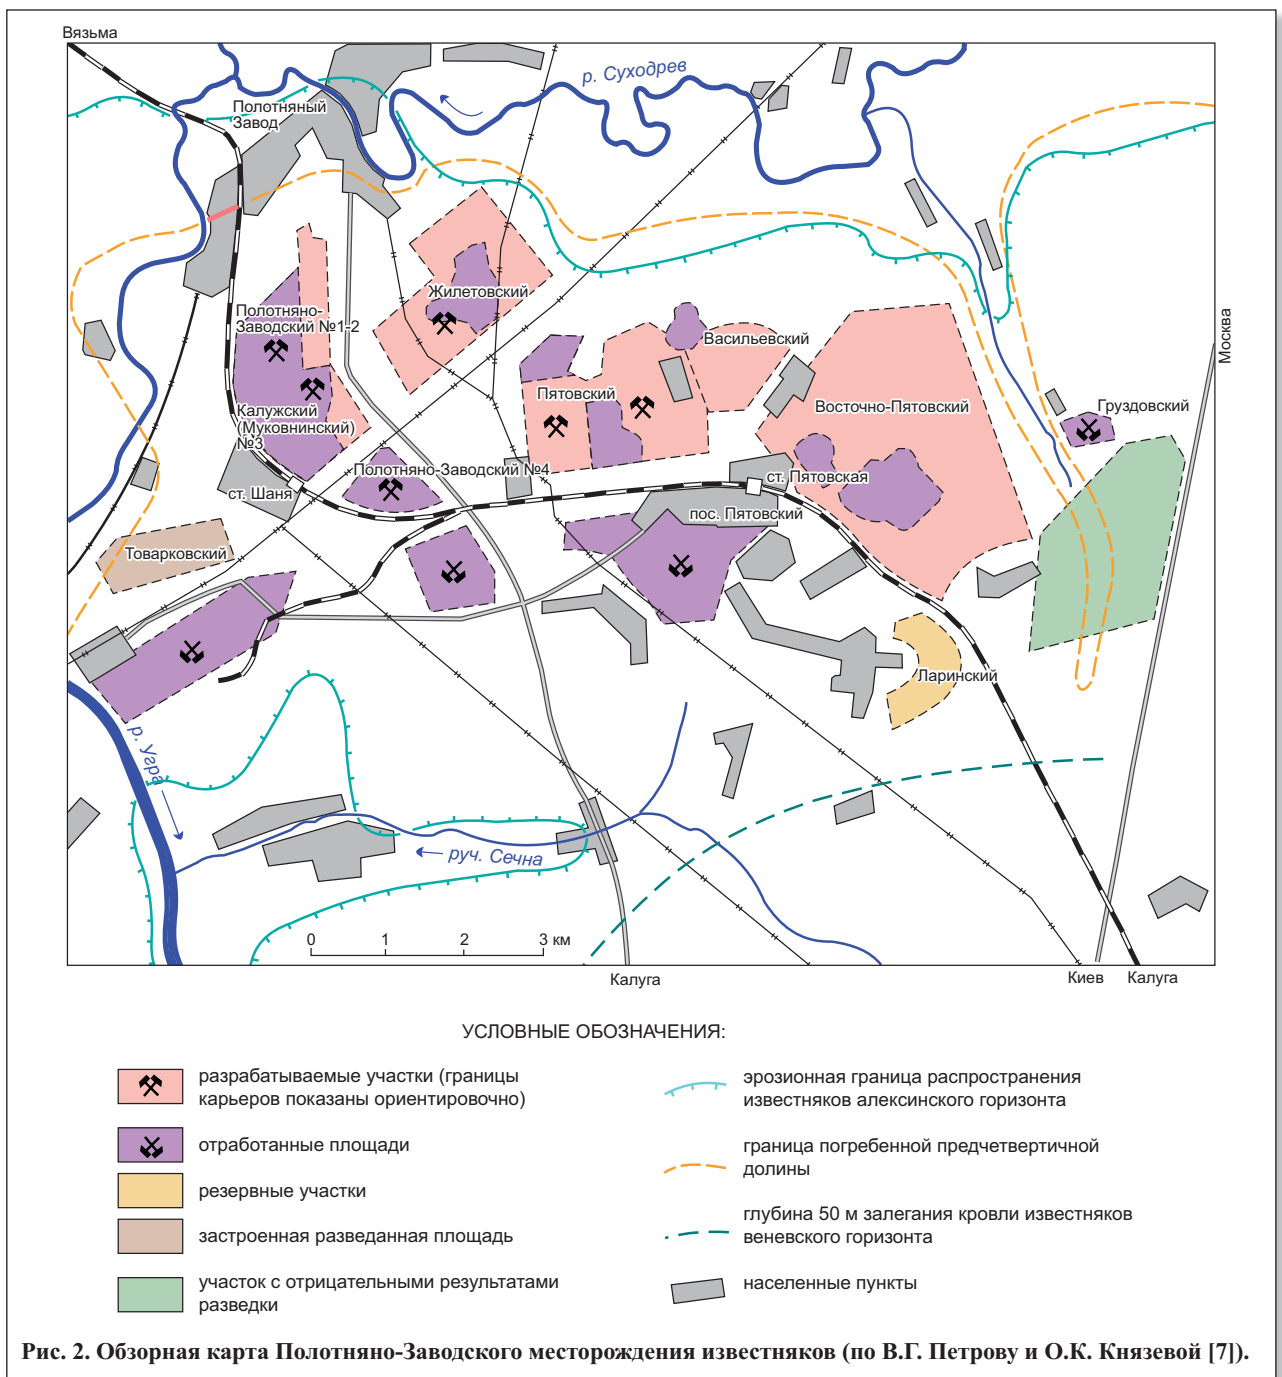 Вязьма
р. Суходрев
Полотняный
Завод
Жилетовский
Полотняно-
Заводский №1-2
Васильевский
Москва
Пятовский
Восточно-Пятовский
Груздовский
Калужский
(Муковнинский)
№3
Полотняно-Заводский №4
ст. Пятовская
ст. Шаня
пос. Пятовский
Товарковский
Ларинский
р. Угра
руч. Сечна
0 1 2 3 км
Калуга
Киев
Калуга
УСЛОВНЫЕ ОБОЗНАЧЕНИЯ:
разрабатываемые участки (границы
карьеров показаны ориентировочно)
отработанные площади
резервные участки
застроенная разведанная площадь
участок с отрицательными результатами
разведки
эрозионная граница распространения
известняков алексинского горизонта
граница погребенной предчетвертичной
долины
глубина 50 м залегания кровли известняков
веневского горизонта
населенные пункты
Рис. 2. Обзорная карта Полотняно-Заводского месторождения известняков (по В.Г. Петрову и О.К. Князевой [7]).